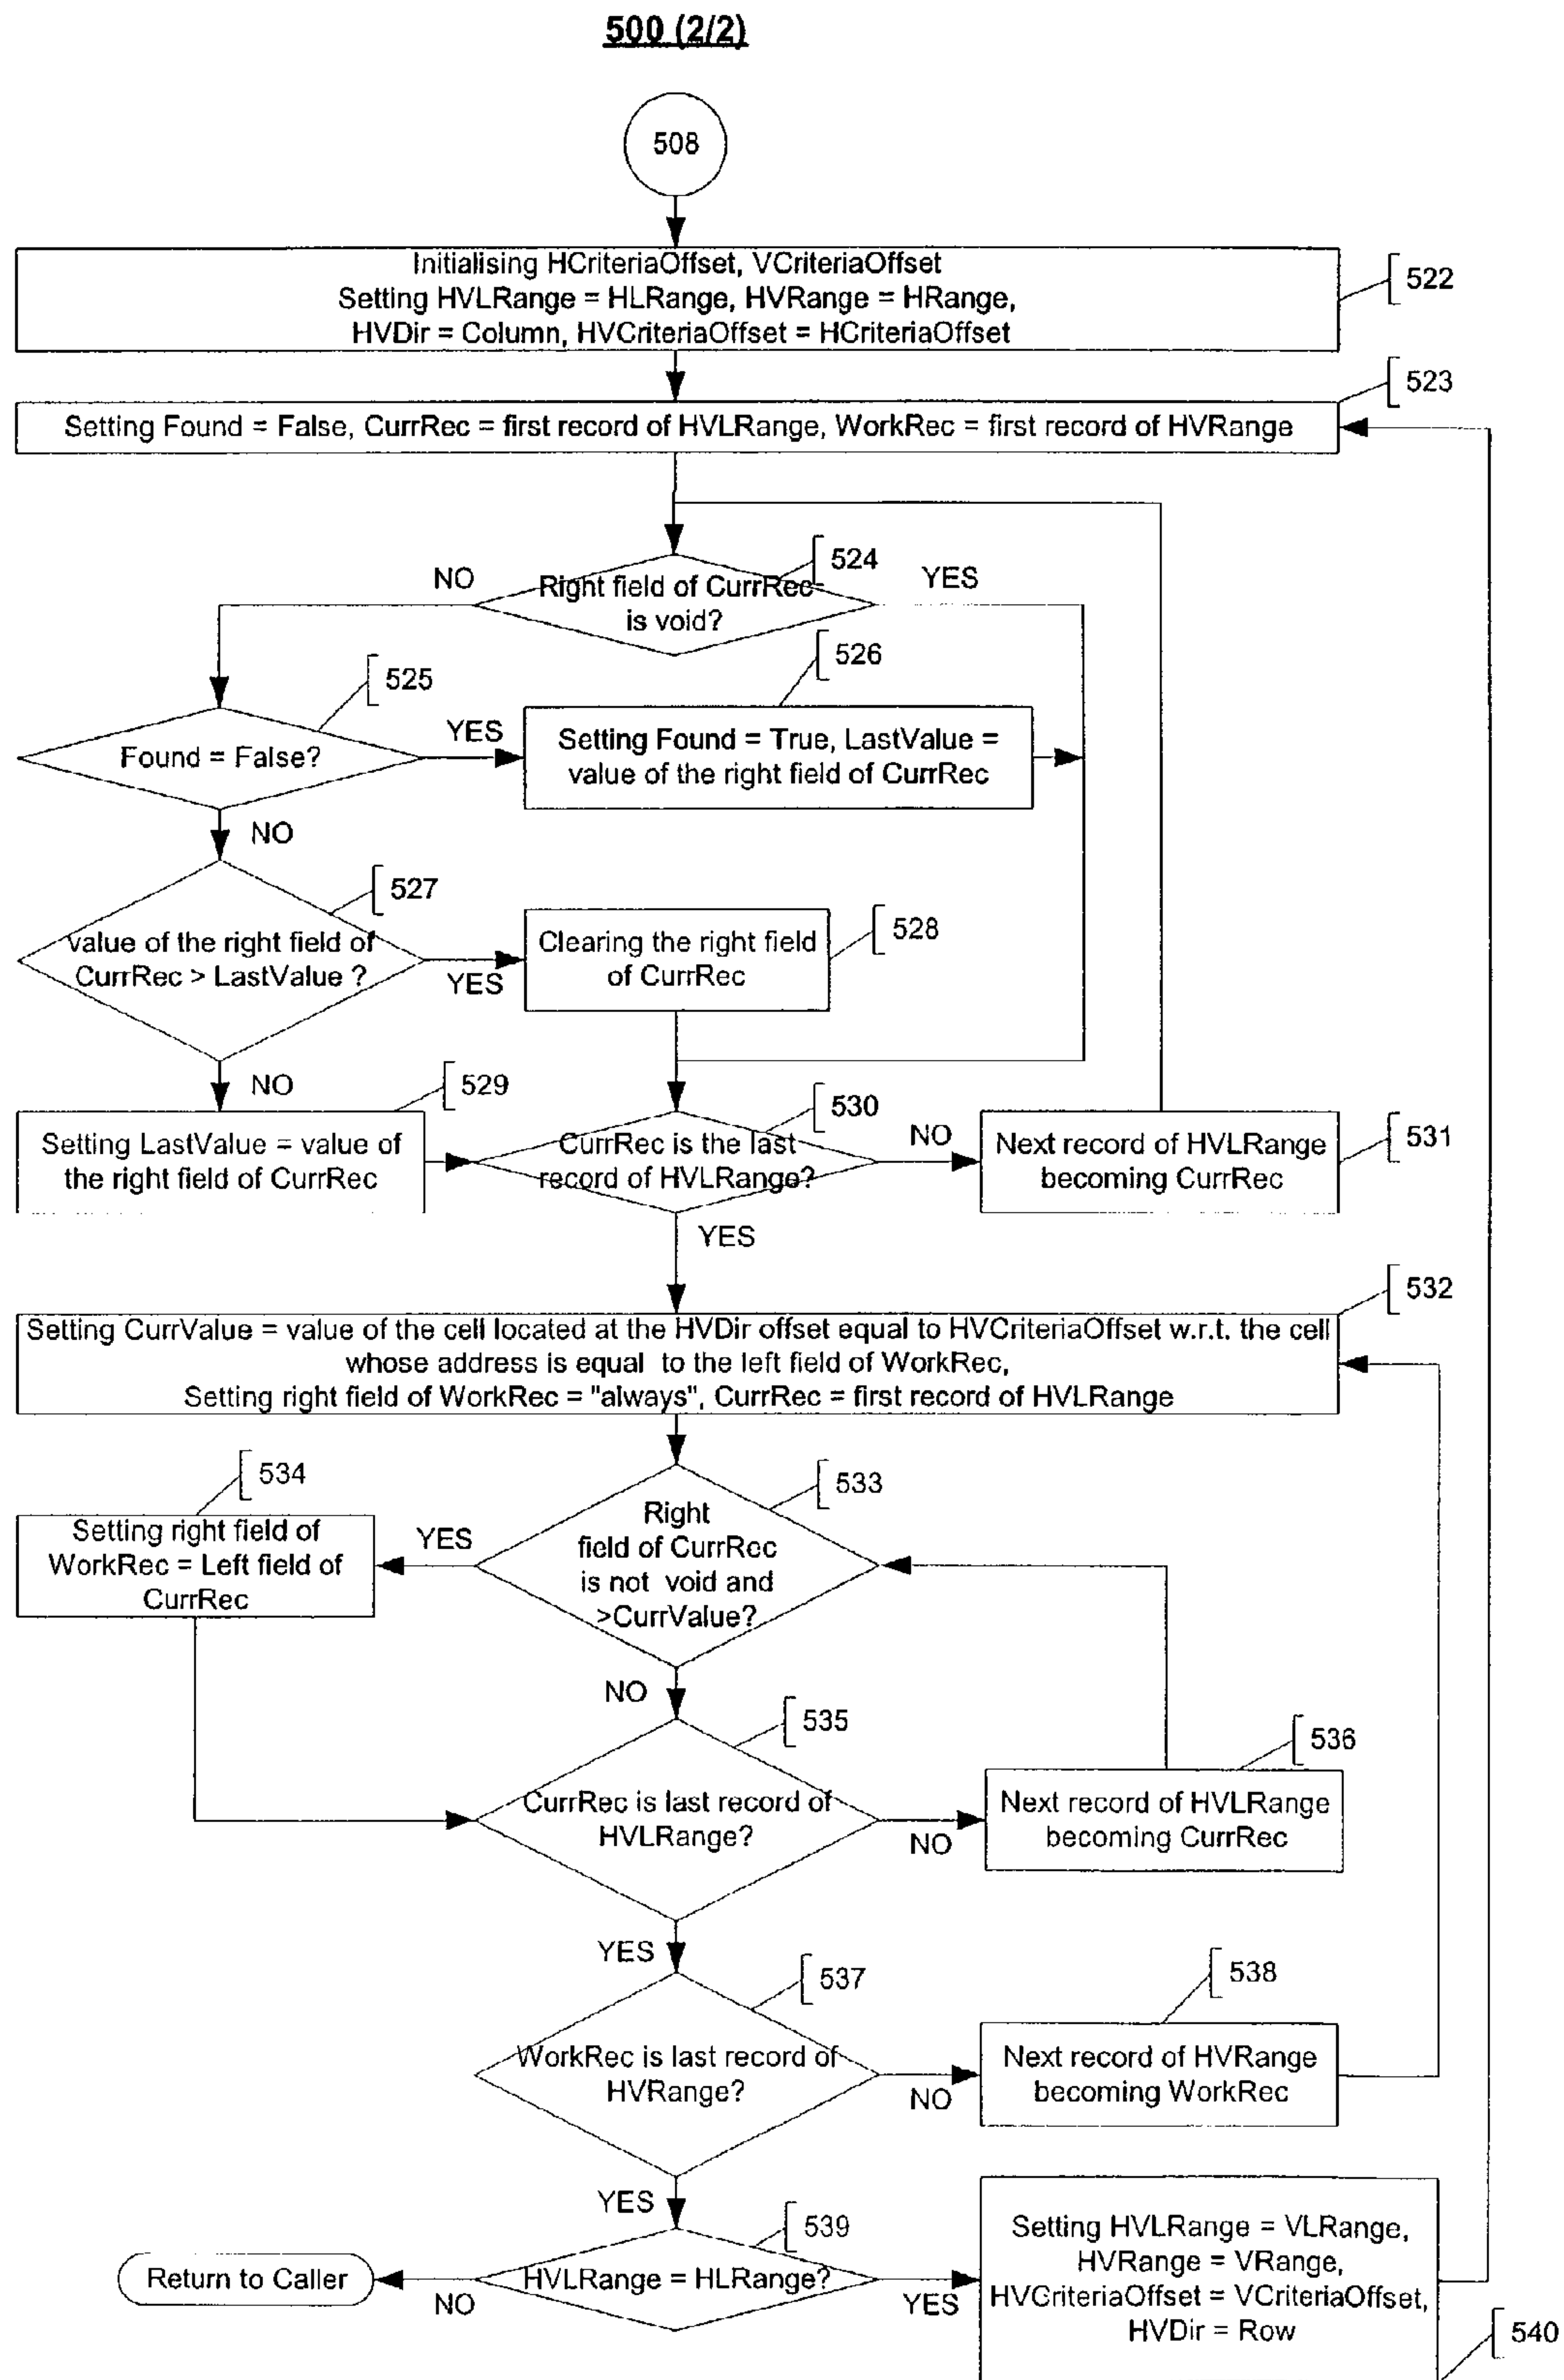 500 (2/2)
508
Initialising HCriteriaOffset, VCriteriaOffset
Setting HVLRange = HLRange, HVRange = HRange,
HVDir = Column, HVCriteriaOffset = HCriteriaOffset
522
523
Setting Found = False, CurrRec = first record of HVLRange, WorkRec = first record of HVRange
524
NO
Right field of CurrRec
is void?
YES
526
525
Found = False?
YES
Setting Found = True, LastValue =
value of the right field of CurrRec
NO
527
value of the right field of
CurrRec > LastValue ?
YES
Clearing the right field
of CurrRec
528
NO
529
530
Setting LastValue = value of
the right field of CurrRec
CurrRec is the last
record of HVLRange?
NO
Next record of HVLRange
becoming CurrRec
531
YES
532
Setting CurrValue = value of the cell located at the HVDir offset equal to HVCriteriaOffset w.r.t. the cell
whose address is equal to the left field of WorkRec,
Setting right field of WorkRec = "always", CurrRec = first record of HVLRange
534
533
Setting right field of
WorkRec = Left field of
CurrRec
YES
Right
field of CurrRec
is not void and
>CurrValue?
NO
535
536
CurrRec is last record of
HVLRange?
NO
Next record of HVLRange
becoming CurrRec
YES
537
538
WorkRec is last record of
HVRange?
NO
Next record of HVRange
becoming WorkRec
YES
539
Return to Caller
NO
HVLRange = HLRange?
YES
Setting HVLRange = VLRange,
HVRange = VRange,
HVCriteriaOffset = VCriteriaOffset,
HVDir = Row
540